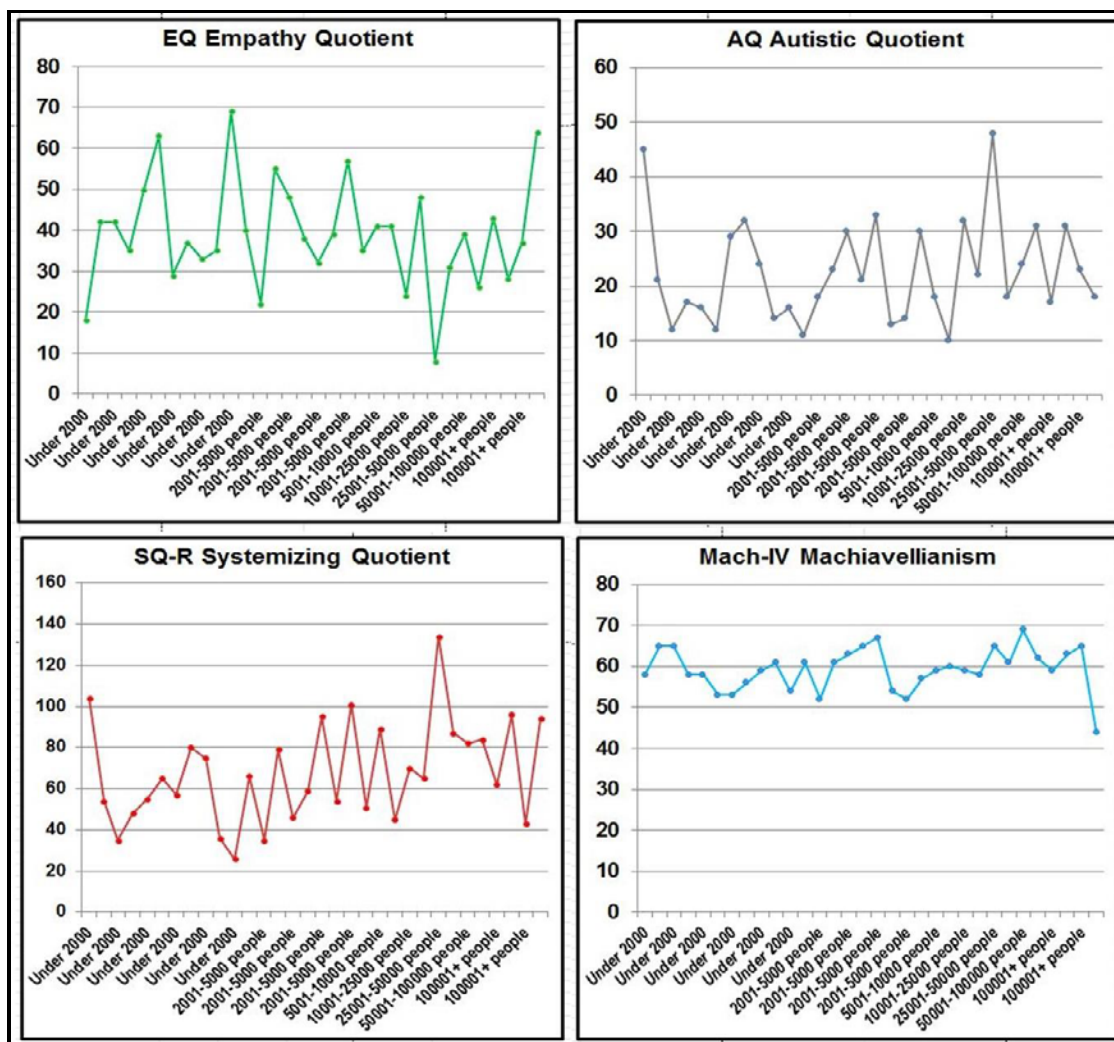 EQ Empathy Quotient
80
70
60
50
40
30
20
10
0
Under 2000
Under 2000
Under 2000
Under 2000
Under 2000
Under 2000
2001-5000 people
2001-5000 people
2001-5000 people
2001-5000 people
5001-10000 people
10001-25000 people
25001-50000 people
50001-100000 people
100001+ people
100001+ people
AQ Autistic Quotient
60
50
40
30
20
10
0
Under 2000
Under 2000
Under 2000
Under 2000
Under 2000
Under 2000
2001-5000 people
2001-5000 people
2001-5000 people
2001-5000 people
5001-10000 people
10001-25000 people
25001-50000 people
50001-100000 people
100001+ people
100001+ people
SQ-R Systemizing Quotient
160
140
120
100
80
60
40
20
0
Under 2000
Under 2000
Under 2000
Under 2000
Under 2000
Under 2000
2001-5000 people
2001-5000 people
2001-5000 people
2001-5000 people
5001-10000 people
10001-25000 people
25001-50000 people
50001-100000 people
100001+ people
100001+ people
Mach-IV Machiavellianism
80
70
60
50
40
30
20
10
0
Under 2000
Under 2000
Under 2000
Under 2000
Under 2000
Under 2000
2001-5000 people
2001-5000 people
2001-5000 people
2001-5000 people
5001-10000 people
10001-25000 people
25001-50000 people
50001-100000 people
100001+ people
100001+ people